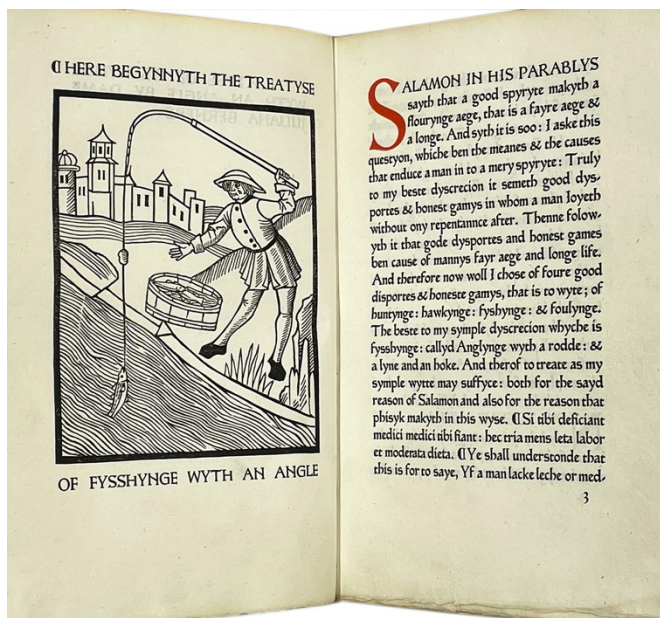 ⸿ HERE BEGYNNYTH THE TREATYSE
OF FYSSHYNGE WYTH AN ANGLE
SALAMON IN HIS PARABLYS
sayth that a good spyryte makyth a
flourynge aege, that is a fayre aege &
a longe. And syth it is soo: I aske this
questyon, whiche ben the meanes & the causes
that enduce a man in to a mery spyryte: Truly
to my beste dyscrecion it semeth good dys-
portes & honest gamys in whom a man Joyeth
without ony repentannce after. Thenne folow-
yth it that gode dysportes and honest games
ben cause of mannys fayr aege and longe life.
And therefore now woll I chose of foure good
disportes & honeste gamys, that is to wyte; of
huntynge: hawkynge: fyshynge: & foulynge.
The beste to my symple dyscrecion whyche is
fysshynge: callyd Anglynge wyth a rodde: &
a lyne and an hoke. And therof to treate as my
symple wytte may suffyce: both for the sayd
reason of Salamon and also for the reason that
phisyk makyth in this wyse. ⸿ Si tibi deficiant
medici medici tibi fiant: hec tria mens leta labor
et moderata dieta. ⸿ Ye shall understonde that
this is for to saye, Yf a man lacke leche or med-
3